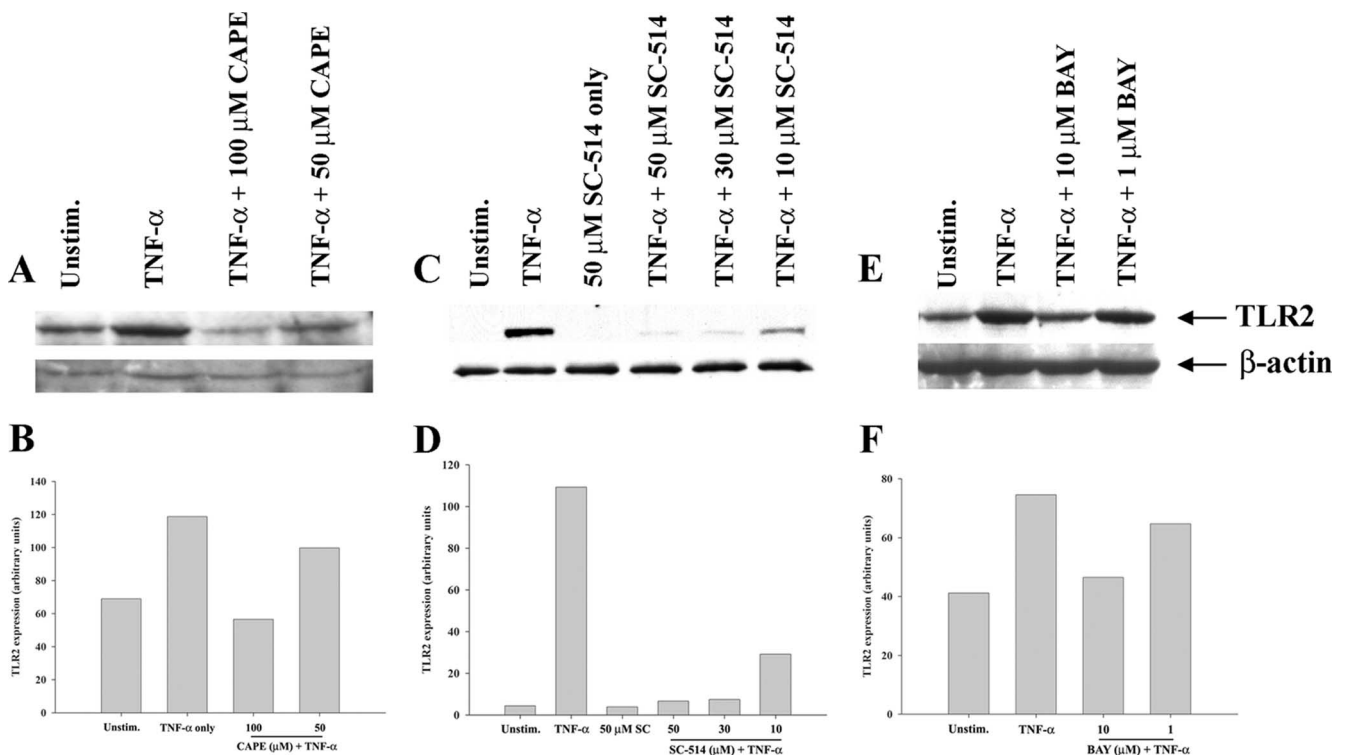 A
Unstim.
TNF-α
TNF-α + 100 μM CAPE
TNF-α + 50 μM CAPE
C
Unstim.
TNF-α
50 μM SC-514 only
TNF-α + 50 μM SC-514
TNF-α + 30 μM SC-514
TNF-α + 10 μM SC-514
E
Unstim.
TNF-α
TNF-α + 10 μM BAY
TNF-α + 1 μM BAY
TLR2
β-actin
B
TLR2 expression (arbitrary units)
140
120
100
80
60
40
20
0
Unstim.
TNF-α only
100
50
CAPE (μM) + TNF-α
D
TLR2 expression (arbitrary units
120
100
80
60
40
20
0
Unstim.
TNF-α
50 μM SC
50
30
10
SC-514 (μM) + TNF-α
F
TLR2 expression (arbitrary units)
80
60
40
20
0
Unstim.
TNF-α
10
1
BAY (μM) + TNF-α